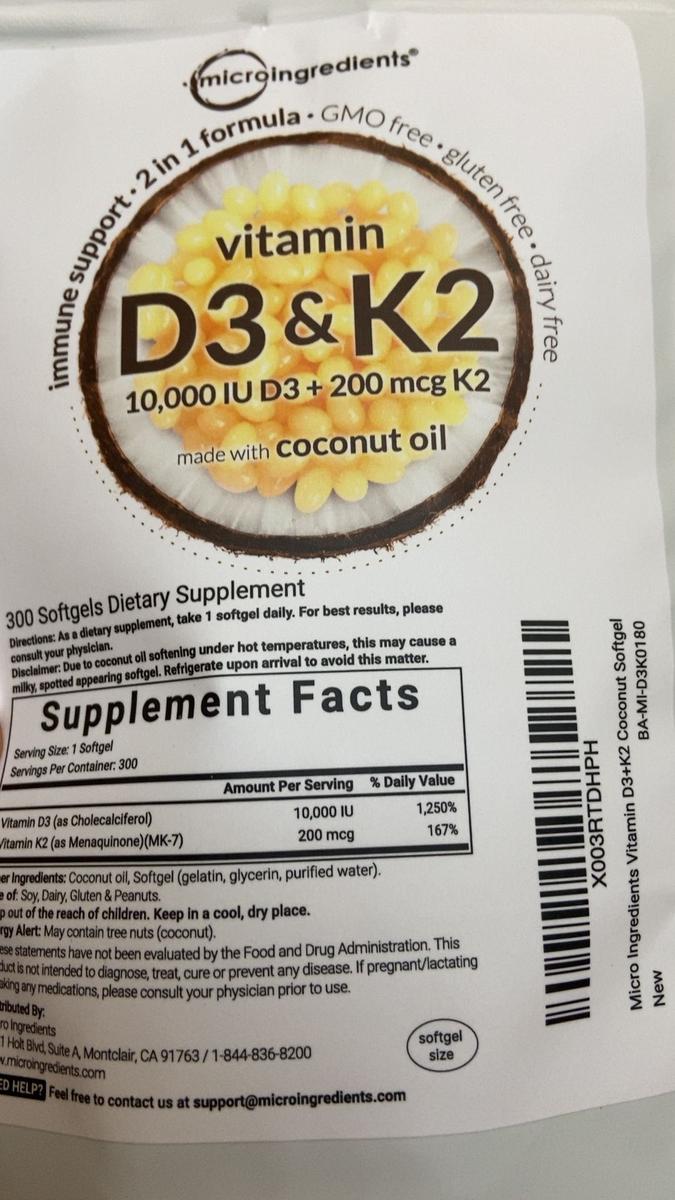 microingredients®
immune support • 2 in 1 formula • GMO free • gluten free • dairy free
vitamin
D3 & K2
10,000 IU D3 + 200 mcg K2
made with coconut oil
300 Softgels Dietary Supplement
Directions: As a dietary supplement, take 1 softgel daily. For best results, please
consult your physician.
Disclaimer: Due to coconut oil softening under hot temperatures, this may cause a
milky, spotted appearing softgel. Refrigerate upon arrival to avoid this matter.
Supplement Facts
Serving Size: 1 Softgel
Servings Per Container: 300
Amount Per Serving % Daily Value
Vitamin D3 (as Cholecalciferol) 10,000 IU 1,250%
Vitamin K2 (as Menaquinone)(MK-7) 200 mcg 167%
er Ingredients: Coconut oil, Softgel (gelatin, glycerin, purified water).
e of: Soy, Dairy, Gluten & Peanuts.
p out of the reach of children. Keep in a cool, dry place.
rgy Alert: May contain tree nuts (coconut).
ese statements have not been evaluated by the Food and Drug Administration. This
duct is not intended to diagnose, treat, cure or prevent any disease. If pregnant/lactating
aking any medications, please consult your physician prior to use.
tributed By:
ro Ingredients
1 Holt Blvd, Suite A, Montclair, CA 91763 / 1-844-836-8200
w.microingredients.com
ED HELP? Feel free to contact us at support@microingredients.com
softgel
size
X003RTDHPH
Micro Ingredients Vitamin D3+K2 Coconut Softgel
BA-MI-D3K0180
New